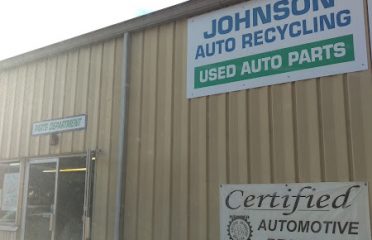 JOHNSON
AUTO RECYCLING
USED AUTO PARTS
PARTS DEPARTMENT
Certified
AUTOMOTIVE